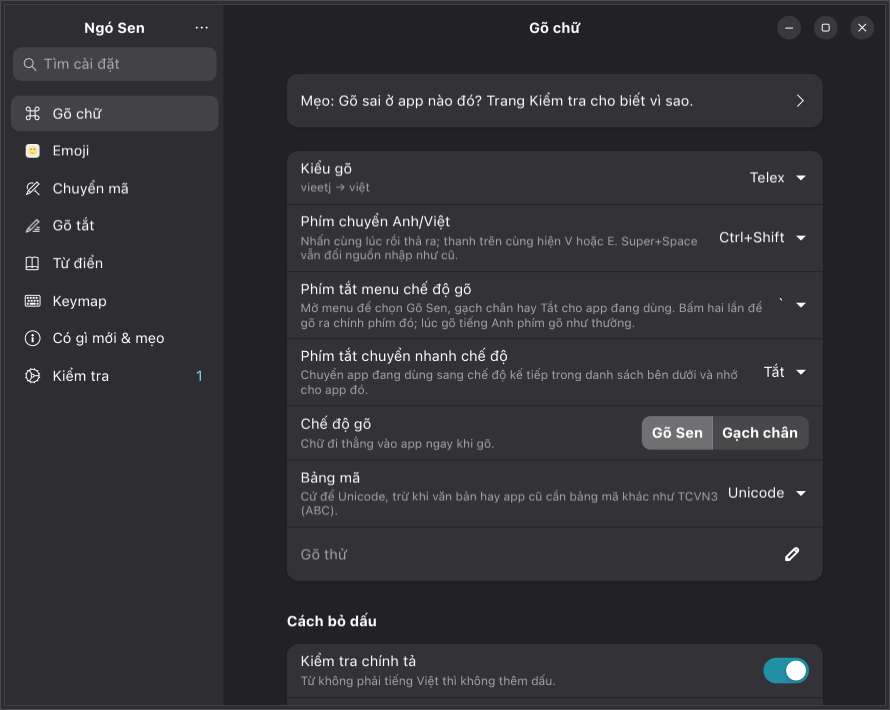 Ngó Sen
Tìm cài đặt
Gõ chữ
Emoji
Chuyển mã
Gõ tắt
Từ điển
Keymap
Có gì mới & mẹo
Kiểm tra 1
Gõ chữ
Mẹo: Gõ sai ở app nào đó? Trang Kiểm tra cho biết vì sao.
Kiểu gõ
vieetj → việt
Telex
Phím chuyển Anh/Việt
Nhấn cùng lúc rồi thả ra; thanh trên cùng hiện V hoặc E. Super+Space
vẫn đổi nguồn nhập như cũ.
Ctrl+Shift
Phím tắt menu chế độ gõ
Mở menu để chọn Gõ Sen, gạch chân hay Tắt cho app đang dùng. Bấm hai lần để
gõ ra chính phím đó; lúc gõ tiếng Anh phím gõ như thường.
`
Phím tắt chuyển nhanh chế độ
Chuyển app đang dùng sang chế độ kế tiếp trong danh sách bên dưới và nhớ
cho app đó.
Tắt
Chế độ gõ
Chữ đi thẳng vào app ngay khi gõ.
Gõ Sen
Gạch chân
Bảng mã
Cứ để Unicode, trừ khi văn bản hay app cũ cần bảng mã khác như TCVN3
(ABC).
Unicode
Gõ thử
Cách bỏ dấu
Kiểm tra chính tả
Từ không phải tiếng Việt thì không thêm dấu.